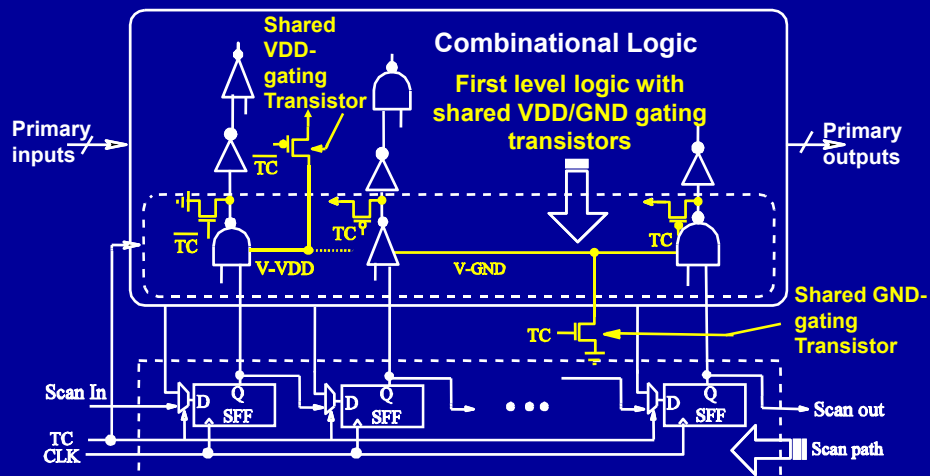 Shared
VDD-
gating
Transistor
Combinational Logic
First level logic with
shared VDD/GND gating
transistors
Primary
inputs
Primary
outputs
T̅C̅
T̅C̅
TC
TC
V-VDD
V-GND
TC
Shared GND-
gating
Transistor
Scan In
D
Q
SFF
D
Q
SFF
D
Q
SFF
Scan out
TC
CLK
Scan path